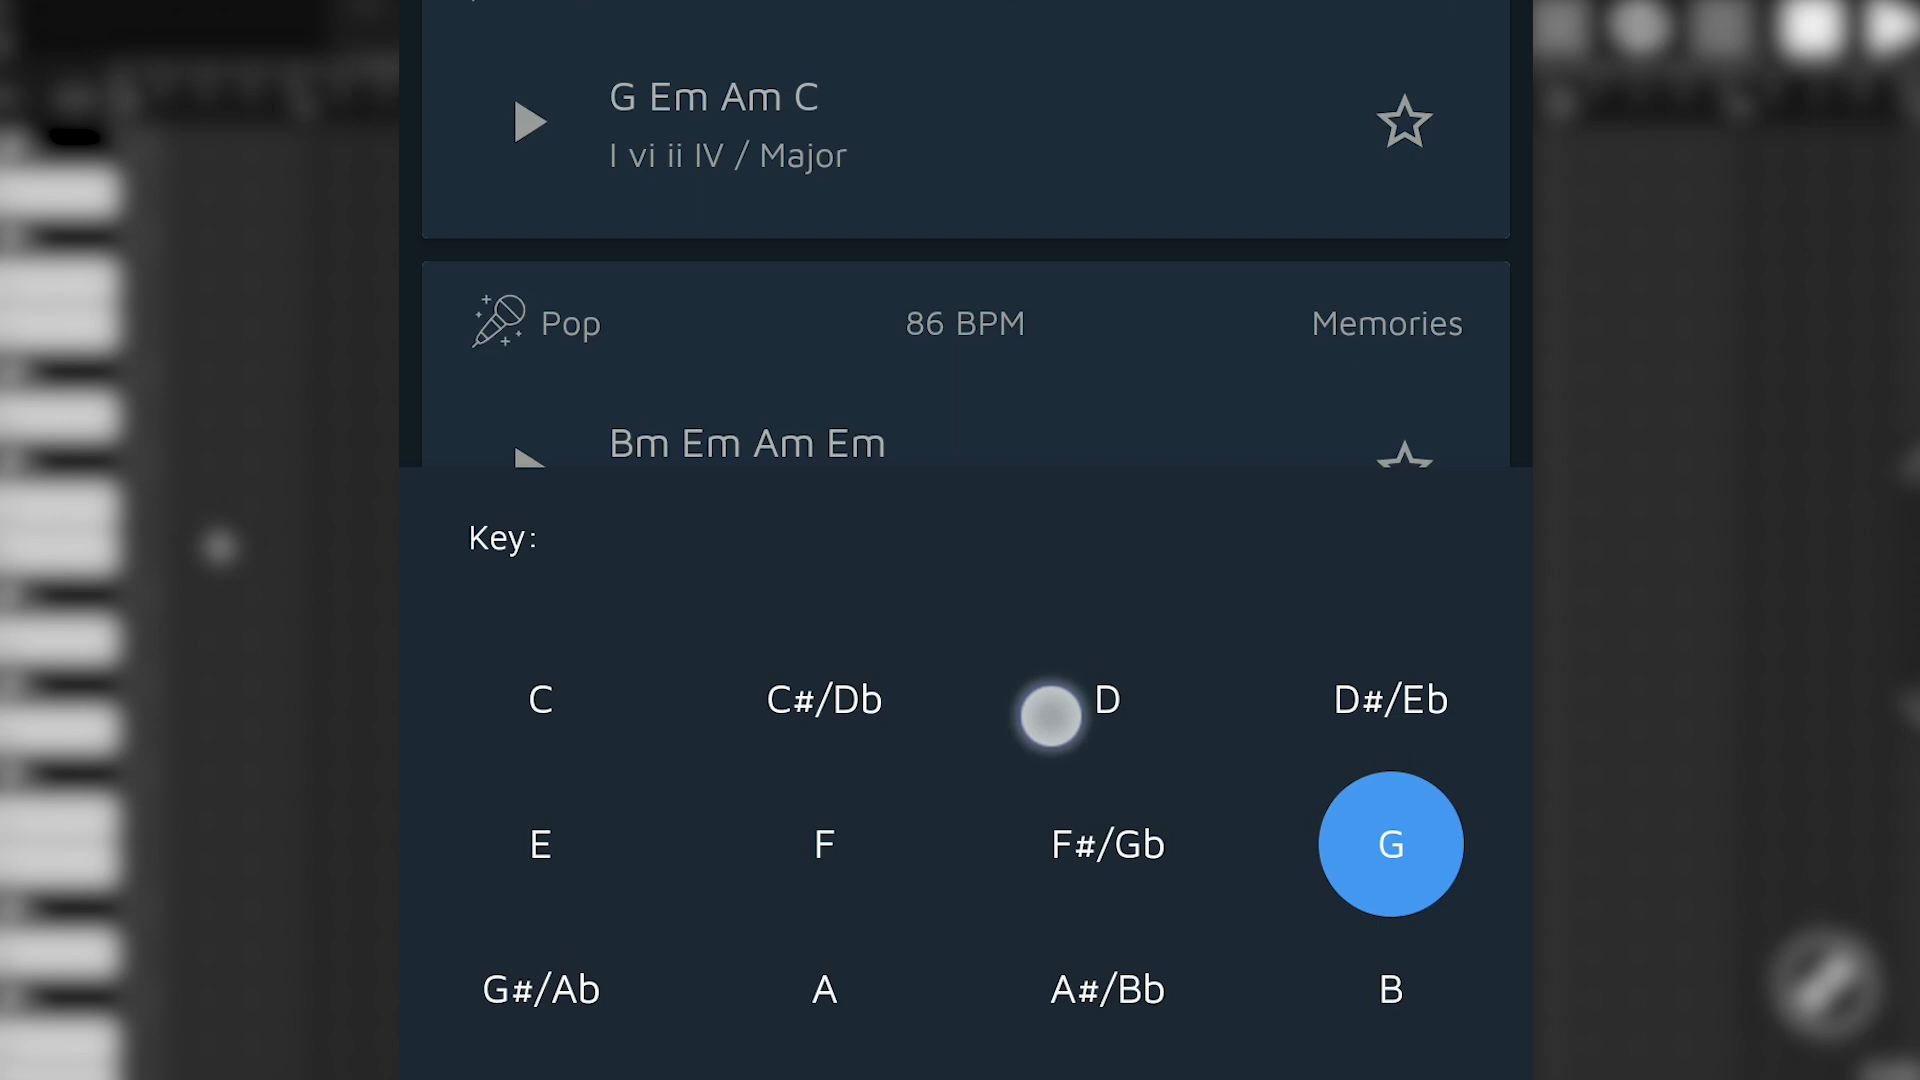 G Em Am C
I vi ii IV / Major
Pop 86 BPM Memories
Bm Em Am Em
Key:
C C#/Db D D#/Eb
E F F#/Gb G
G#/Ab A A#/Bb B